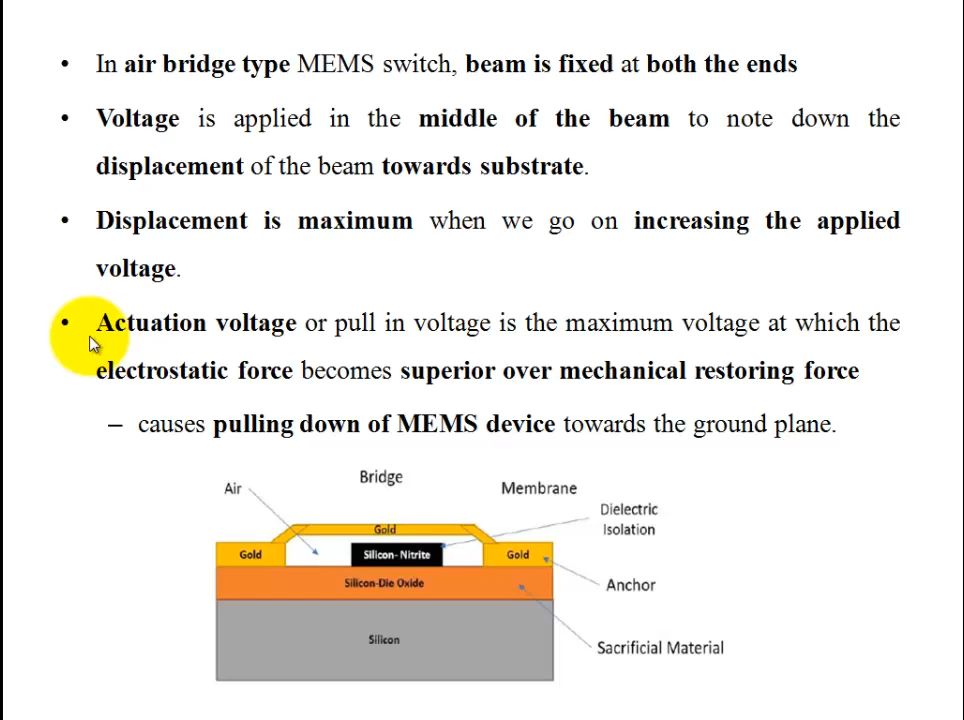 • In air bridge type MEMS switch, beam is fixed at both the ends
• Voltage is applied in the middle of the beam to note down the
displacement of the beam towards substrate.
• Displacement is maximum when we go on increasing the applied
voltage.
• Actuation voltage or pull in voltage is the maximum voltage at which the
electrostatic force becomes superior over mechanical restoring force
– causes pulling down of MEMS device towards the ground plane.
Bridge
Air
Membrane
Dielectric
Isolation
Gold
Gold
Silicon- Nitrite
Gold
Silicon-Die Oxide
Anchor
Silicon
Sacrificial Material